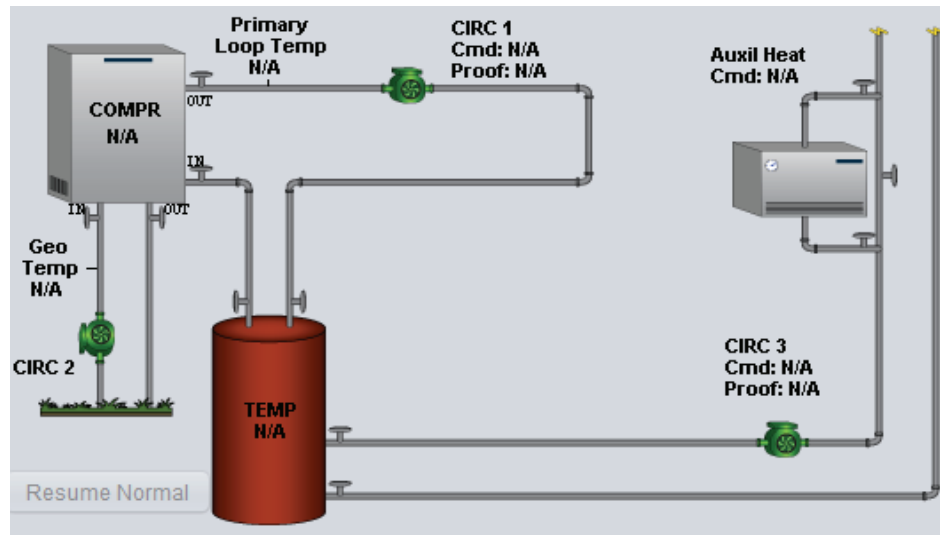 Primary
Loop Temp
N/A
CIRC 1
Cmd: N/A
Proof: N/A
Auxil Heat
Cmd: N/A
COMPR
N/A
OUT
IN
IN
OUT
Geo
Temp
N/A
CIRC 2
CIRC 3
Cmd: N/A
Proof: N/A
TEMP
N/A
Resume Normal